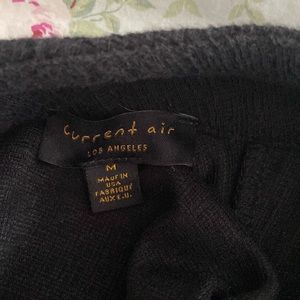 current air
LOS ANGELES
M
MADE IN
USA
FABRIQUÉ
AUX E.U.